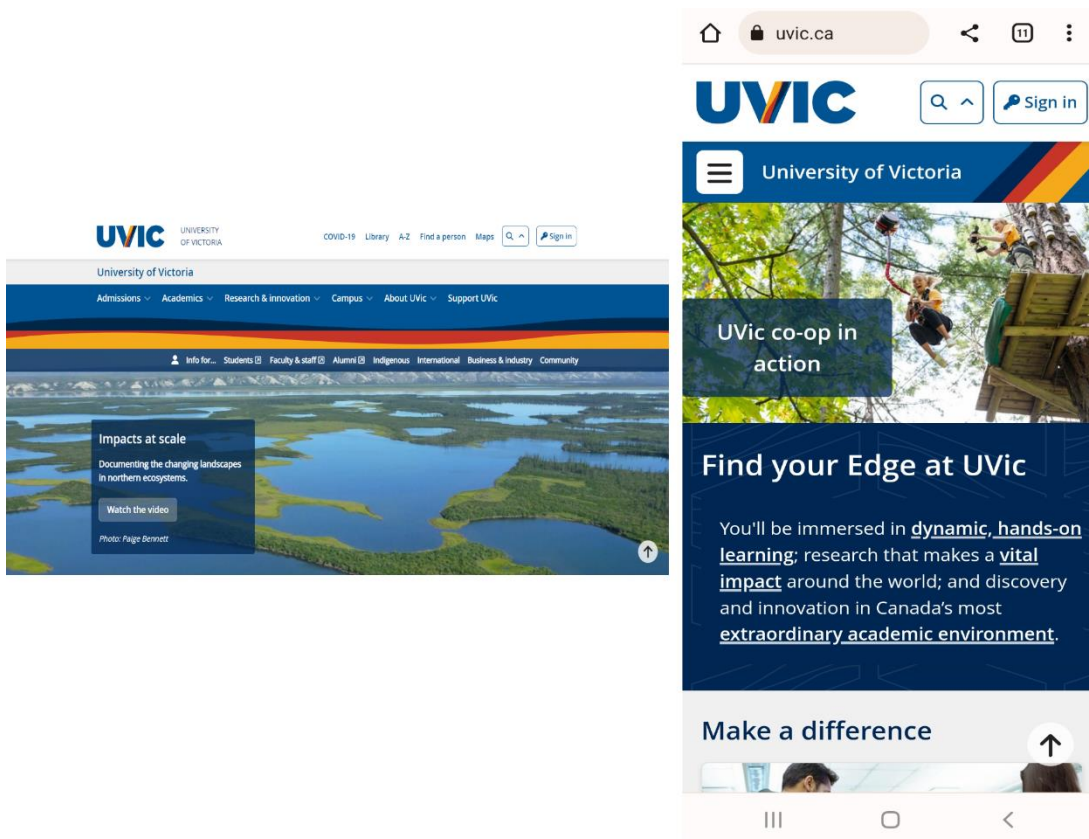 UVIC
UNIVERSITY
OF VICTORIA
COVID-19 Library A-Z Find a person Maps Sign in
University of Victoria
Admissions Academics Research & innovation Campus About UVic Support UVic
Info for... Students Faculty & staff Alumni Indigenous International Business & industry Community
Impacts at scale
Documenting the changing landscapes
in northern ecosystems.
Watch the video
Photo: Paige Bennett
uvic.ca
11
UVIC
Sign in
University of Victoria
UVic co-op in
action
Find your Edge at UVic
You'll be immersed in dynamic, hands-on
learning; research that makes a vital
impact around the world; and discovery
and innovation in Canada’s most
extraordinary academic environment.
Make a difference